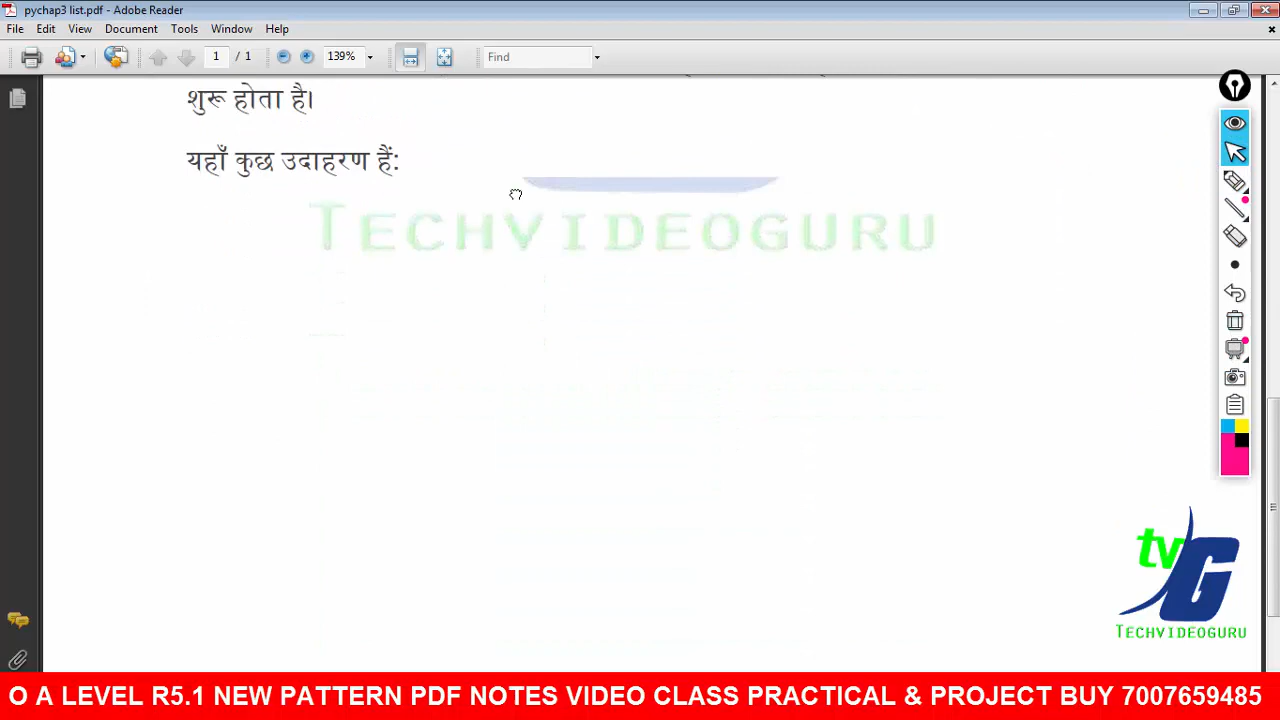 pychap3 list.pdf - Adobe Reader
File Edit View Document Tools Window Help
1 / 1 139% Find
शुरू होता है।
यहाँ कुछ उदाहरण हैं:
TECHVIDEOGURU
tvG
TECHVIDEOGURU
O A LEVEL R5.1 NEW PATTERN PDF NOTES VIDEO CLASS PRACTICAL & PROJECT BUY 7007659485